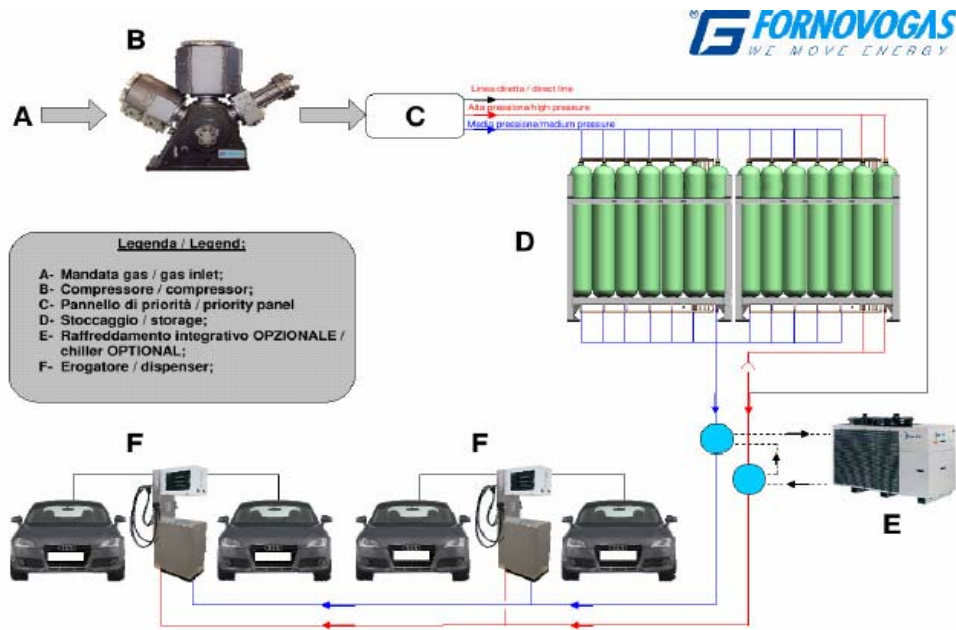 FORNOVOGAS
WE MOVE ENERGY
B
A
C
Linea diretta / direct line
Alta pressione/high pressure
Media pressione/medium pressure
D
Legenda / Legend:
A- Mandata gas / gas inlet;
B- Compressore / compressor;
C- Pannello di priorità / priority panel
D- Stoccaggio / storage;
E- Raffreddamento integrativo OPZIONALE /
chiller OPTIONAL;
F- Erogatore / dispenser;
F
F
E